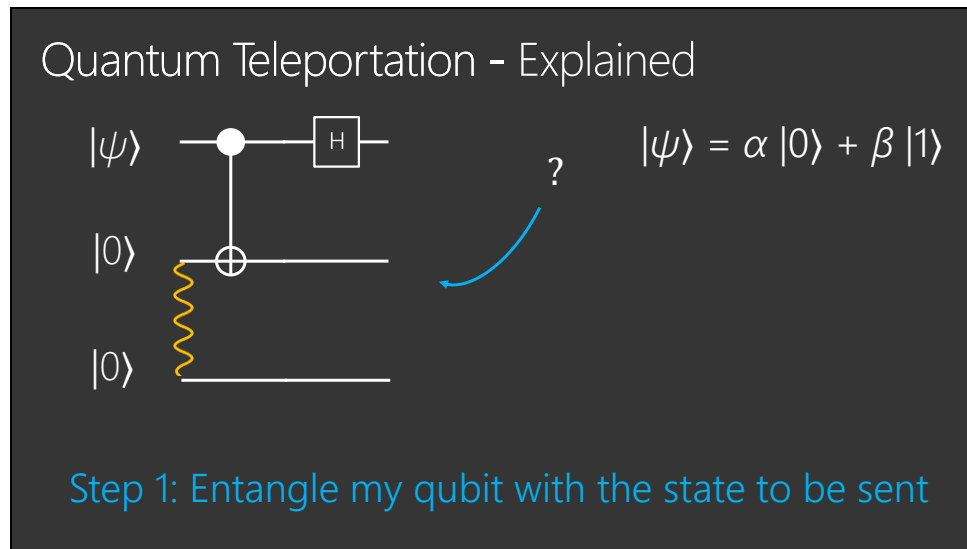 Quantum Teleportation - Explained
|ψ⟩
H
|ψ⟩ = α |0⟩ + β |1⟩
?
|0⟩
|0⟩
Step 1: Entangle my qubit with the state to be sent